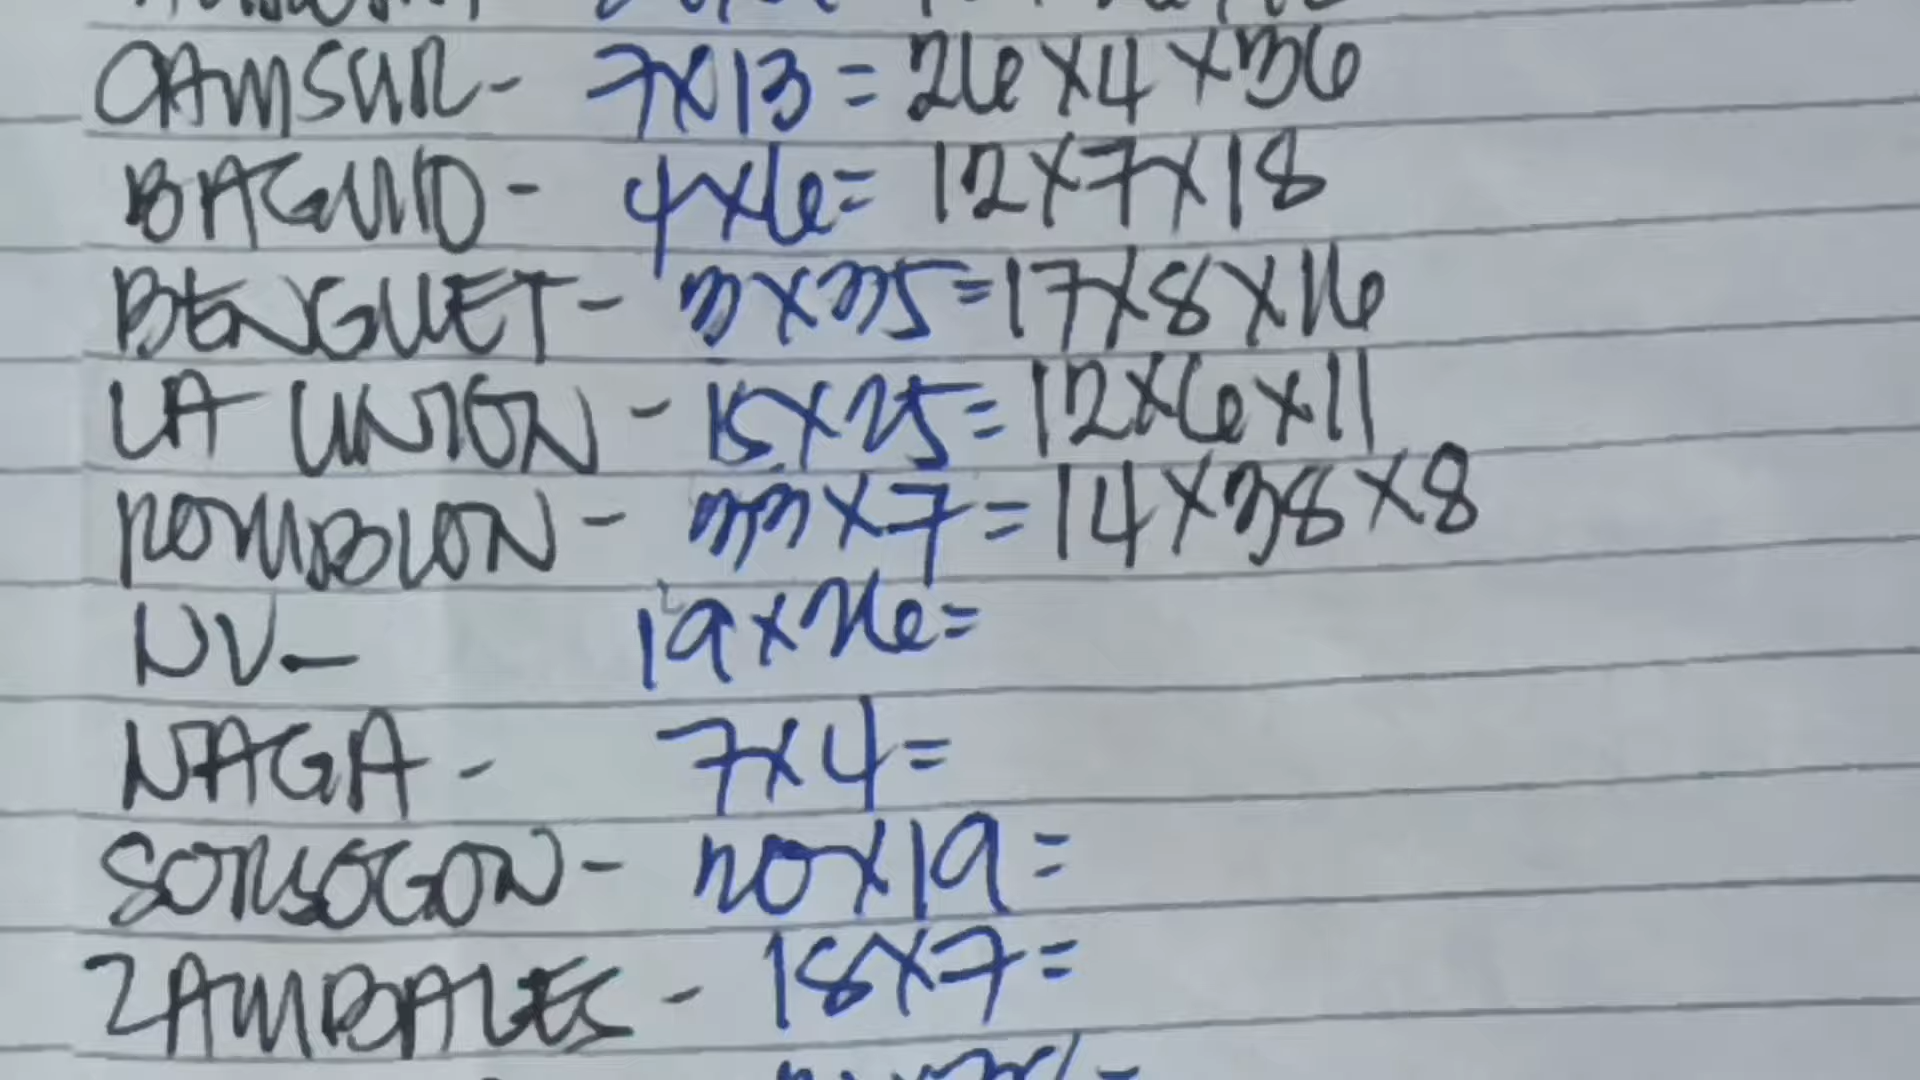 CAMSUR- 7X13 = 26X4X36
BAGUIO- 4X6= 12X7X18
BENGUET- 3X35=17X8X16
LA UNION- 15X25=12X6X11
ROMBLON- 33X7=14X38X8
NV- 19X26=
NAGA- 7X4=
SORSOGON- 20X19=
ZAMBALES- 18X7=